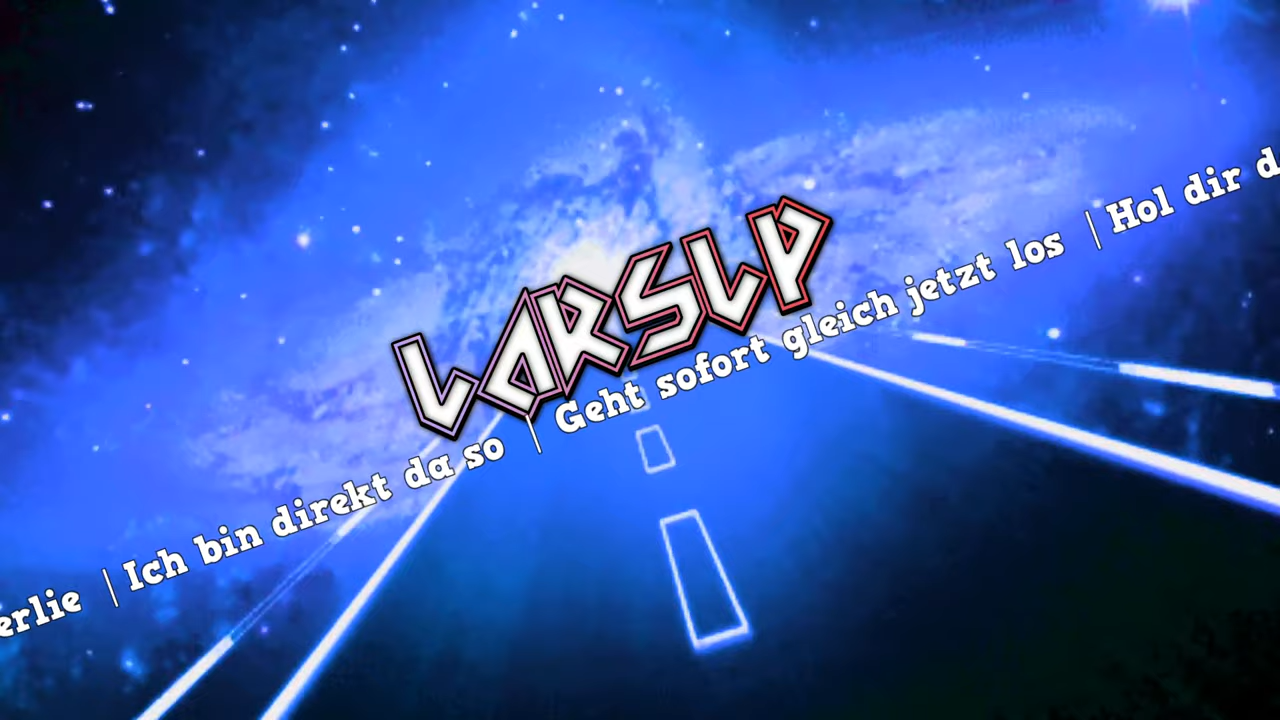 LARSLP
erlie | Ich bin direkt da so | Geht sofort gleich jetzt los | Hol dir d